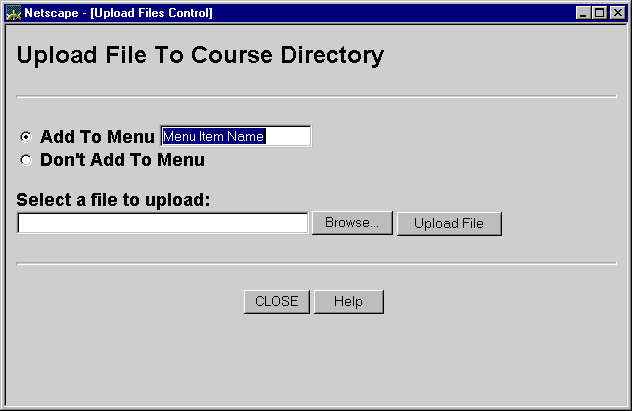 Netscape - [Upload Files Control]
Upload File To Course Directory
Add To Menu Menu Item Name
Don't Add To Menu
Select a file to upload:
Browse... Upload File
CLOSE Help